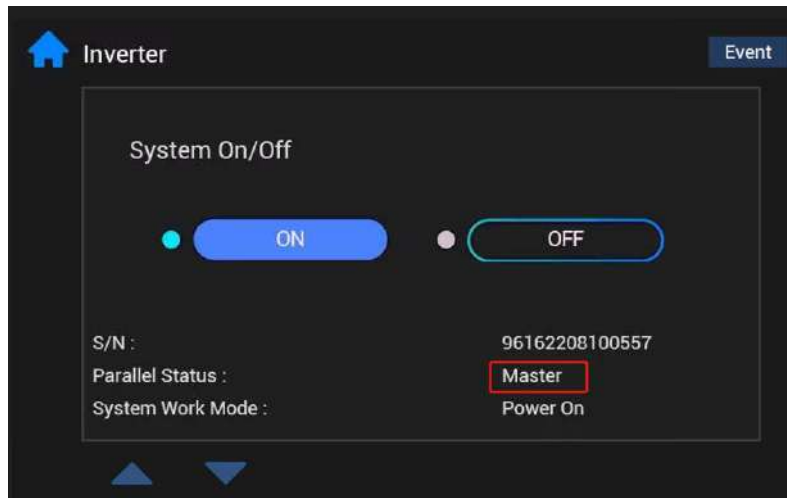 Inverter Event
System On/Off
ON OFF
S/N : 96162208100557
Parallel Status : Master
System Work Mode : Power On